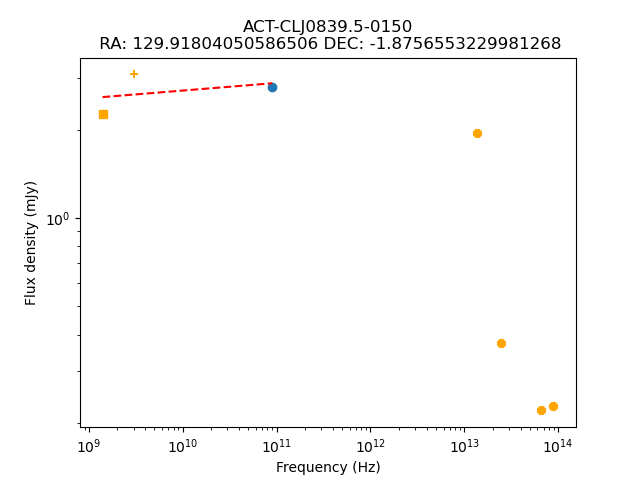 ACT-CLJ0839.5-0150
RA: 129.91804050586506 DEC: -1.8756553229981268
Flux density (mJy)
10⁰
10⁹ 10¹⁰ 10¹¹ 10¹² 10¹³ 10¹⁴
Frequency (Hz)